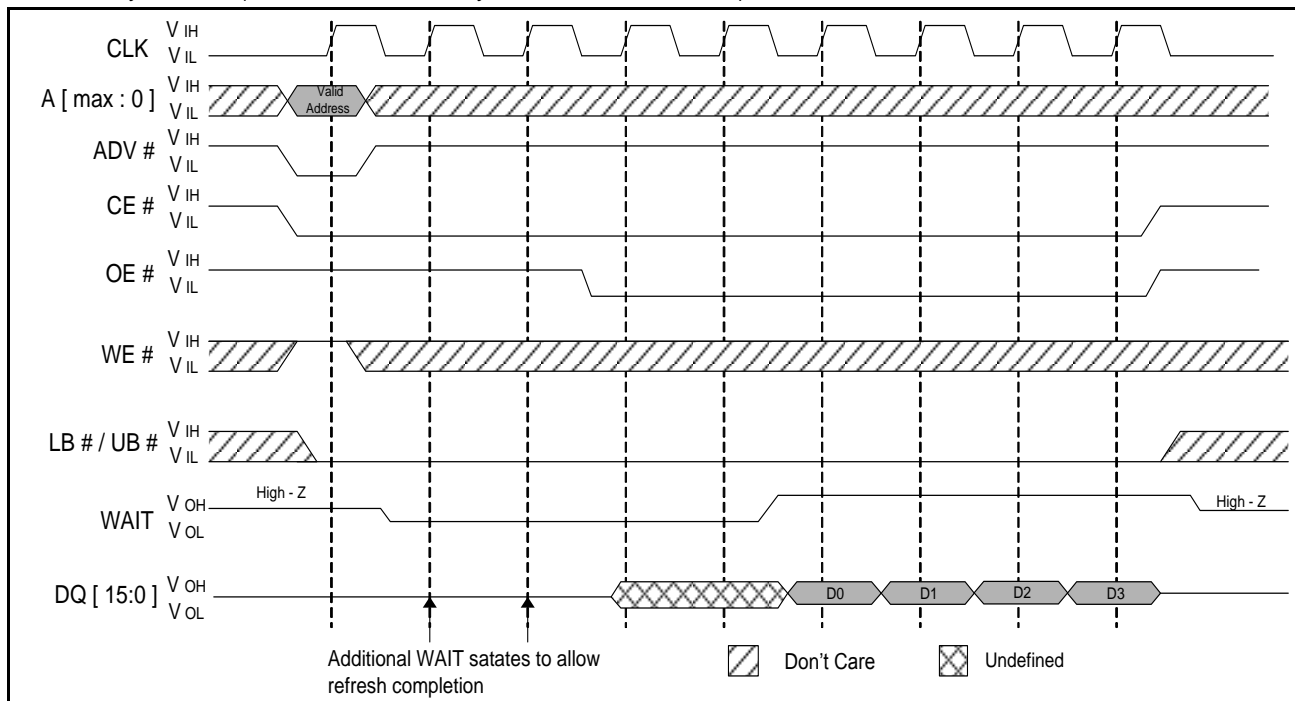 CLK V IH
V IL
A [ max : 0 ] V IH
V IL
Valid
Address
ADV # V IH
V IL
CE # V IH
V IL
OE # V IH
V IL
WE # V IH
V IL
LB # / UB # V IH
V IL
WAIT V OH
V OL
High - Z
High - Z
DQ [ 15:0 ] V OH
V OL
D0
D1
D2
D3
Additional WAIT satates to allow
refresh completion
Don't Care
Undefined